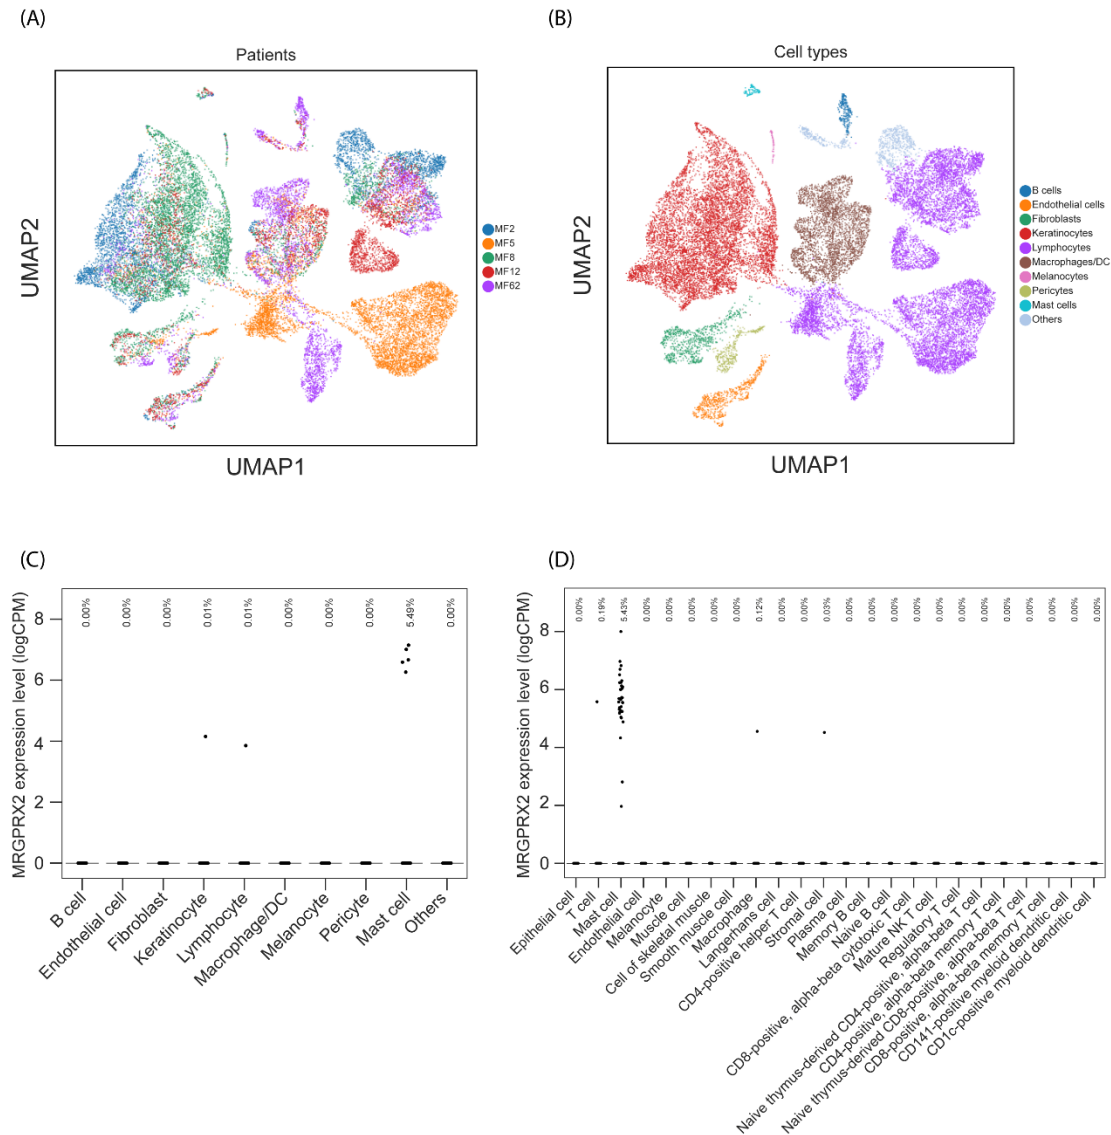 (A)
Patients
UMAP2
UMAP1
MF2
MF5
MF8
MF12
MF62
(B)
Cell types
UMAP2
UMAP1
B cells
Endothelial cells
Fibroblasts
Keratinocytes
Lymphocytes
Macrophages/DC
Melanocytes
Pericytes
Mast cells
Others
(C)
MRGPRX2 expression level (logCPM)
8
6
4
2
0
0.00%
0.00%
0.00%
0.01%
0.01%
0.00%
0.00%
0.00%
5.49%
0.00%
B cell
Endothelial cell
Fibroblast
Keratinocyte
Lymphocyte
Macrophage/DC
Melanocyte
Pericyte
Mast cell
Others
(D)
MRGPRX2 expression level (logCPM)
8
6
4
2
0
0.00%
0.19%
5.43%
0.00%
0.00%
0.00%
0.00%
0.00%
0.12%
0.00%
0.00%
0.03%
0.00%
0.00%
0.00%
0.00%
0.00%
0.00%
0.00%
0.00%
0.00%
0.00%
0.00%
0.00%
Epithelial cell
T cell
Mast cell
Endothelial cell
Melanocyte
Muscle cell
Cell of skeletal muscle
Smooth muscle cell
Macrophage
Langerhans cell
CD4-positive helper T cell
Stromal cell
Plasma cell
Memory B cell
Naive B cell
CD8-positive, alpha-beta cytotoxic T cell
Mature NK T cell
Regulatory T cell
Naive thymus-derived CD4-positive, alpha-beta T cell
CD4-positive, alpha-beta memory T cell
Naive thymus-derived CD8-positive, alpha-beta T cell
CD8-positive, alpha-beta memory T cell
CD141-positive myeloid dendritic cell
CD1c-positive myeloid dendritic cell